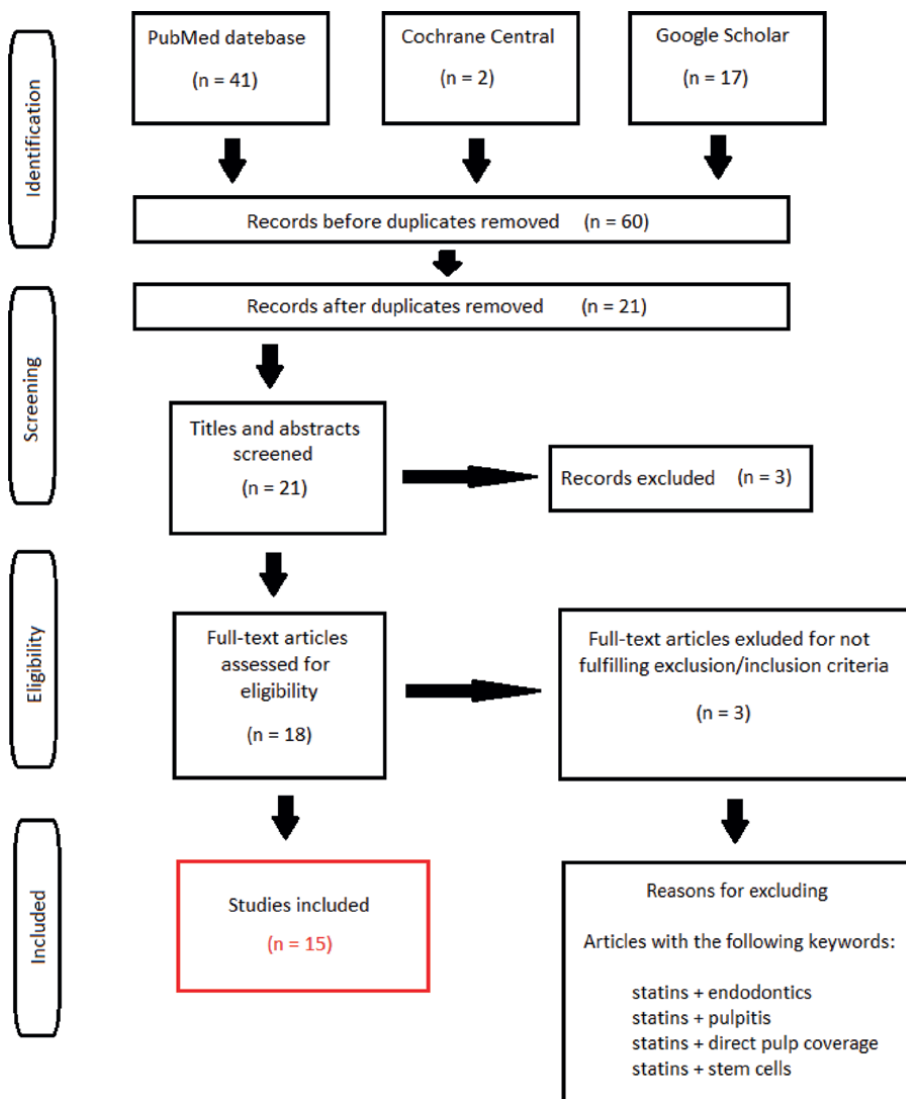 Identification
PubMed datebase
(n = 41)
Cochrane Central
(n = 2)
Google Scholar
(n = 17)
Records before duplicates removed (n = 60)
Screening
Records after duplicates removed (n = 21)
Titles and abstracts
screened
(n = 21)
Records excluded (n = 3)
Eligibility
Full-text articles
assessed for
eligibility
(n = 18)
Full-text articles exluded for not
fulfilling exclusion/inclusion criteria
(n = 3)
Included
Studies included
(n = 15)
Reasons for excluding
Articles with the following keywords:
statins + endodontics
statins + pulpitis
statins + direct pulp coverage
statins + stem cells